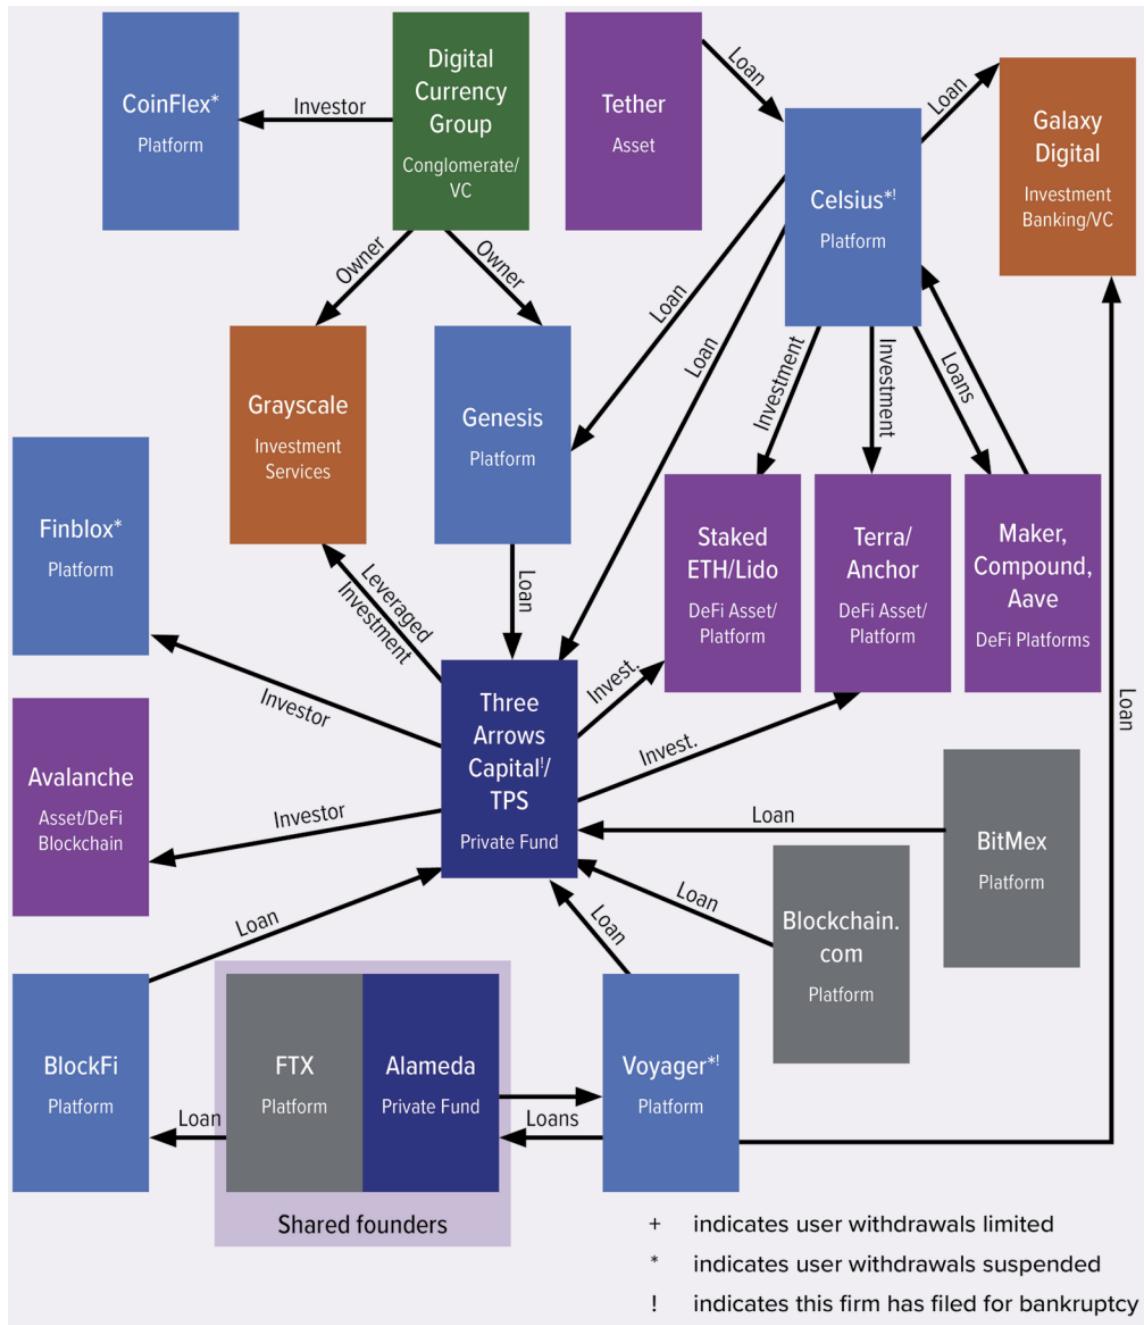 CoinFlex*
Platform
Investor
Digital
Currency
Group
Conglomerate/
VC
Tether
Asset
Loan
Celsius*!
Platform
Loan
Galaxy
Digital
Investment
Banking/VC
Owner
Owner
Loan
Loan
Investment
Investment
Loans
Grayscale
Investment
Services
Genesis
Platform
Finblox*
Platform
Staked
ETH/Lido
DeFi Asset/
Platform
Terra/
Anchor
DeFi Asset/
Platform
Maker,
Compound,
Aave
DeFi Platforms
Leveraged
Investment
Loan
Investor
Invest.
Invest.
Loan
Three
Arrows
Capital!/
TPS
Private Fund
Avalanche
Asset/DeFi
Blockchain
Investor
Loan
BitMex
Platform
Loan
Blockchain.
com
Platform
Loan
Loan
BlockFi
Platform
Loan
FTX
Platform
Alameda
Private Fund
Loans
Voyager*!
Platform
Shared founders
+ indicates user withdrawals limited
* indicates user withdrawals suspended
! indicates this firm has filed for bankruptcy